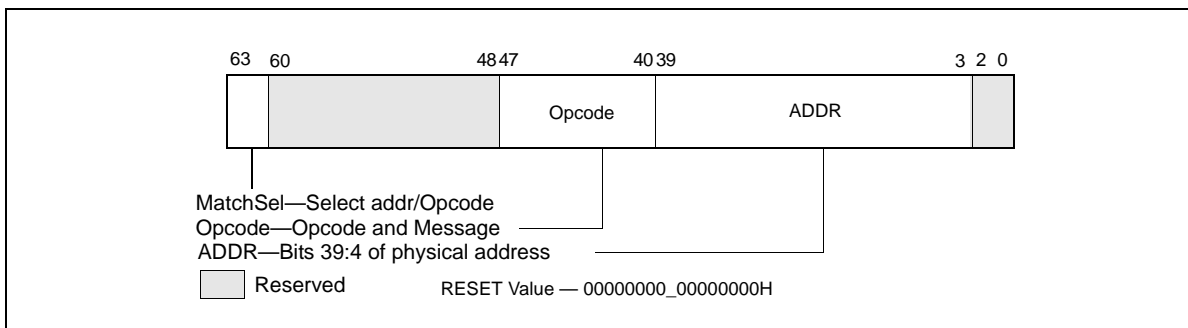 63 60 48 47 40 39 3 2 0
Opcode ADDR
MatchSel—Select addr/Opcode
Opcode—Opcode and Message
ADDR—Bits 39:4 of physical address
Reserved RESET Value — 00000000_00000000H